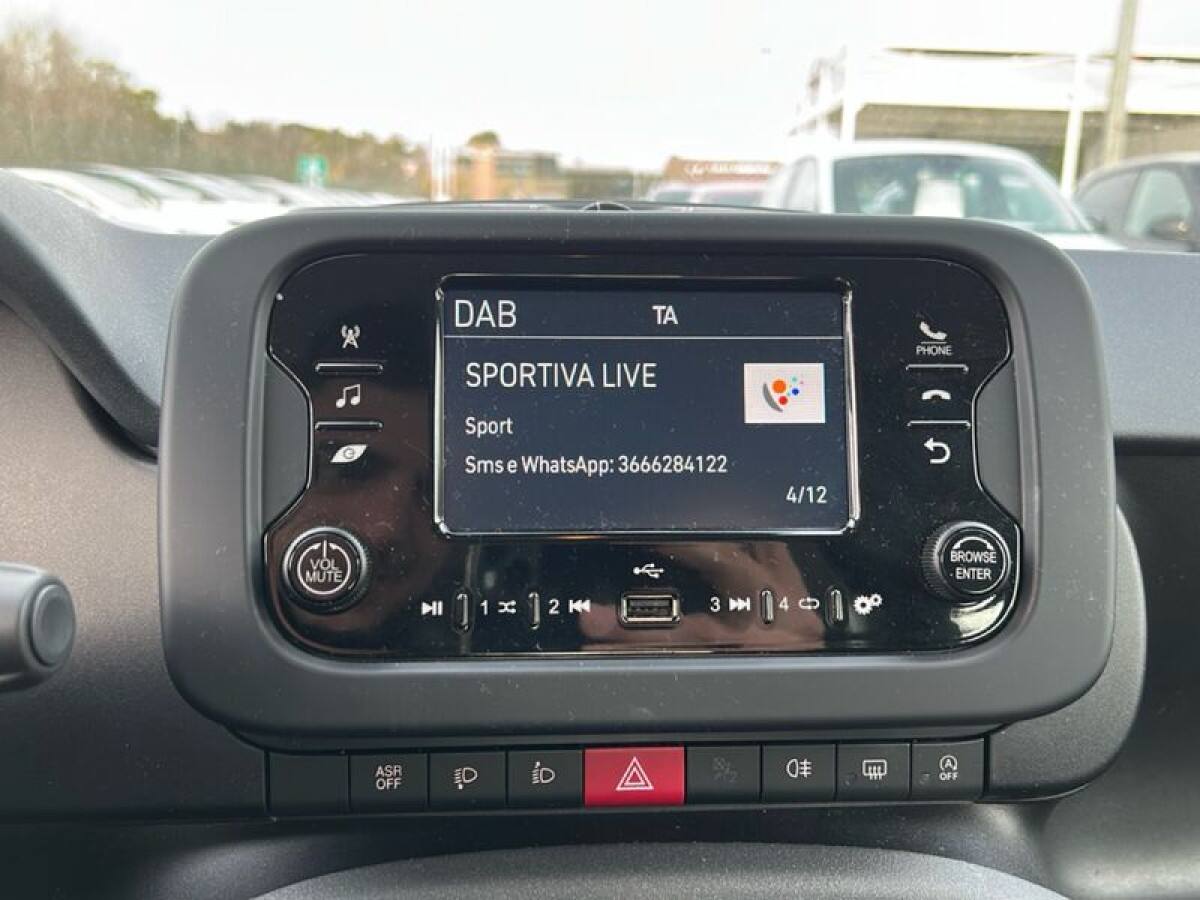 DAB TA
SPORTIVA LIVE
Sport
Sms e WhatsApp: 3666284122
4/12
PHONE
VOL
MUTE
BROWSE
ENTER
1 2 3 4
ASR
OFF
A
OFF